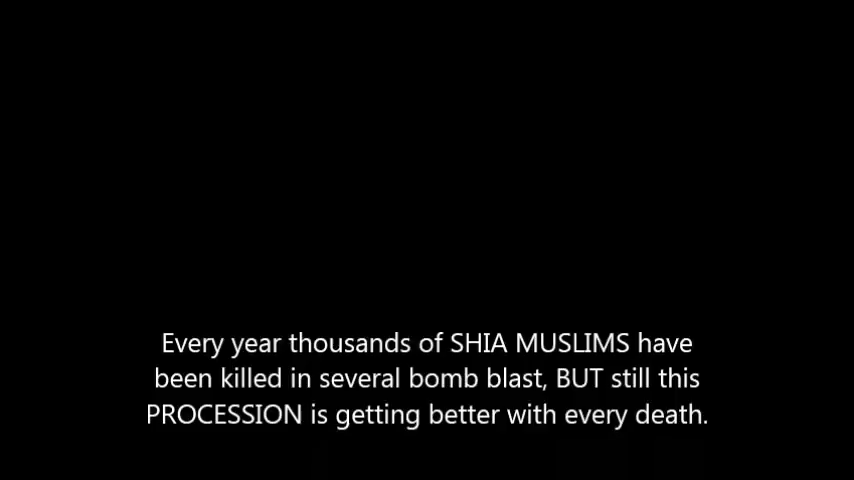 Every year thousands of SHIA MUSLIMS have
been killed in several bomb blast, BUT still this
PROCESSION is getting better with every death.